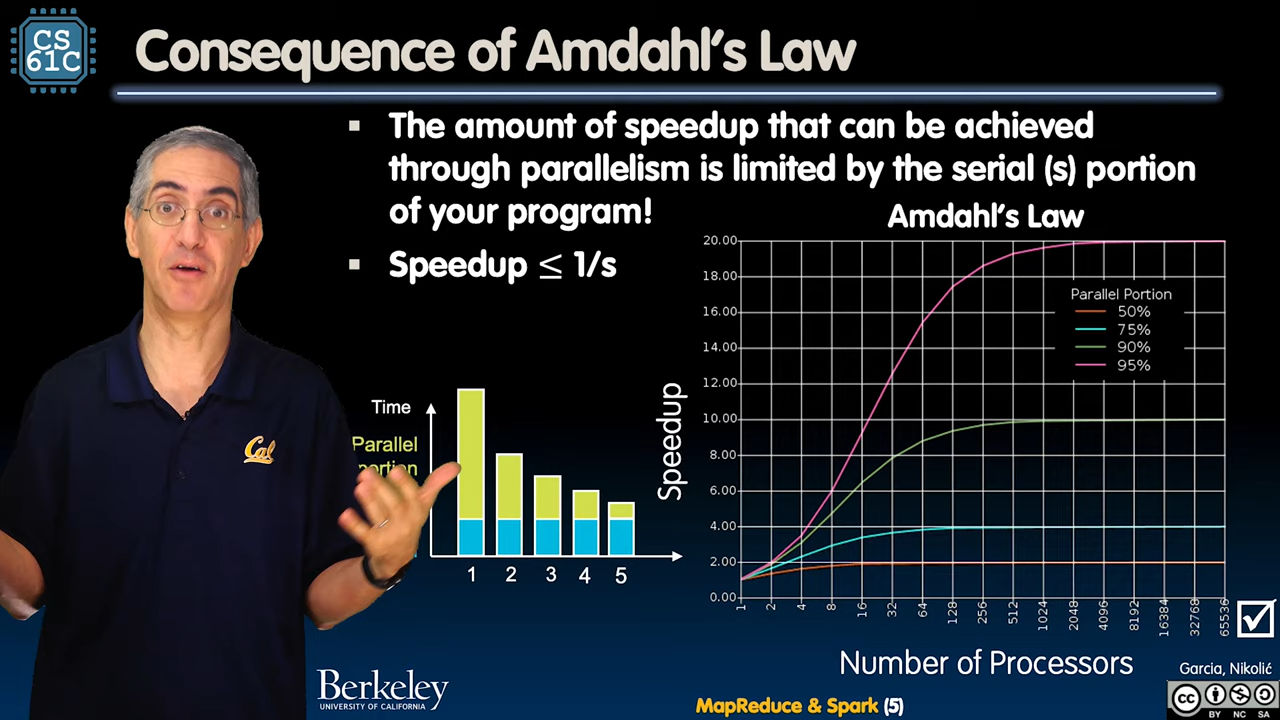 CS
61C
Consequence of Amdahl's Law
▪ The amount of speedup that can be achieved
through parallelism is limited by the serial (s) portion
of your program!
▪ Speedup ≤ 1/s
Time
Parallel
portion
1 2 3 4 5
Amdahl's Law
Speedup
20.00
18.00
16.00
14.00
12.00
10.00
8.00
6.00
4.00
2.00
0.00
Parallel Portion
50%
75%
90%
95%
1 2 4 8 16 32 64 128 256 512 1024 2048 4096 8192 16384 32768 65536
Number of Processors
Cal
Berkeley
UNIVERSITY OF CALIFORNIA
MapReduce & Spark (5)
Garcia, Nikolić
cc
BY NC SA